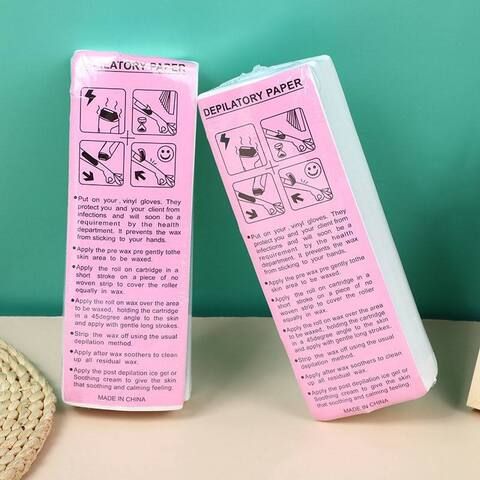 DEPILATORY PAPER
•Put on your , vinyl gloves. They
protect you and your client from
infections and will soon be a
requirement by the health
department. It prevents the wax
from sticking to your hands.
•Apply the pre wax pre gently tothe
skin area to be waxed.
•Apply the roll on cartridge in a
short stroke on a piece of no
woven strip to cover the roller
equally in wax.
•Apply the roll on wax over the area
to be waxed, holding the cartridge
in a 45degree angle to the skin
and apply with gentle long strokes.
•Strip the wax off using the usual
depilation method.
•Apply after wax soothers to clean
up all residual wax.
•Apply the post depilation ice gel or
Soothing cream to give the skin
that soothing and calming feeling.
MADE IN CHINA
DEPILATORY PAPER
•Put on your, vinyl gloves. They
protect you and your client from
infections and will soon be a
requirement by the health
department. It prevents the wax
from sticking to your hands.
•Apply the pre wax pre gently tothe
skin area to be waxed.
•Apply the roll on cartridge in a
short stroke on a piece of no
woven strip to cover the roller
equally in wax.
•Apply the roll on wax over the area
to be waxed, holding the cartridge
in a 45degree angle to the skin
and apply with gentle long strokes.
•Strip the wax off using the usual
depilation method.
•Apply after wax soothers to clean
up all residual wax.
•Apply the post depilation ice gel or
Soothing cream to give the skin
that soothing and calming feeling.
MADE IN CHINA